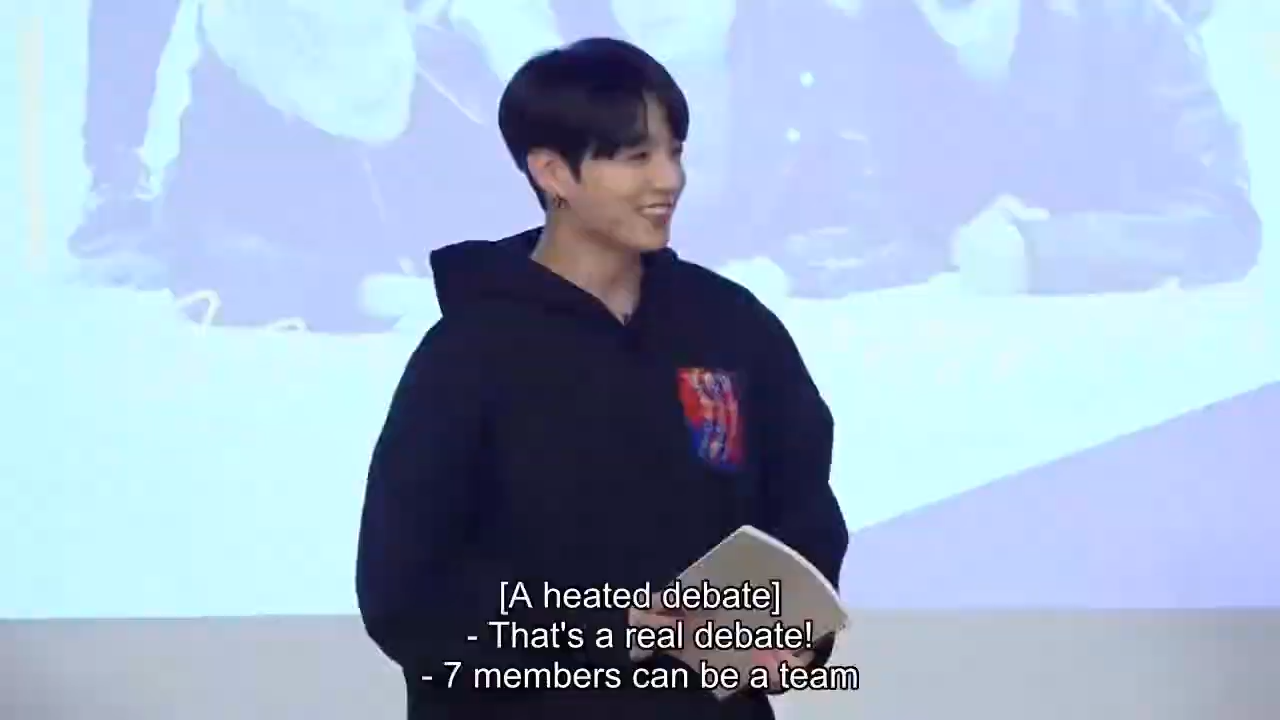 [A heated debate]
- That's a real debate!
- 7 members can be a team